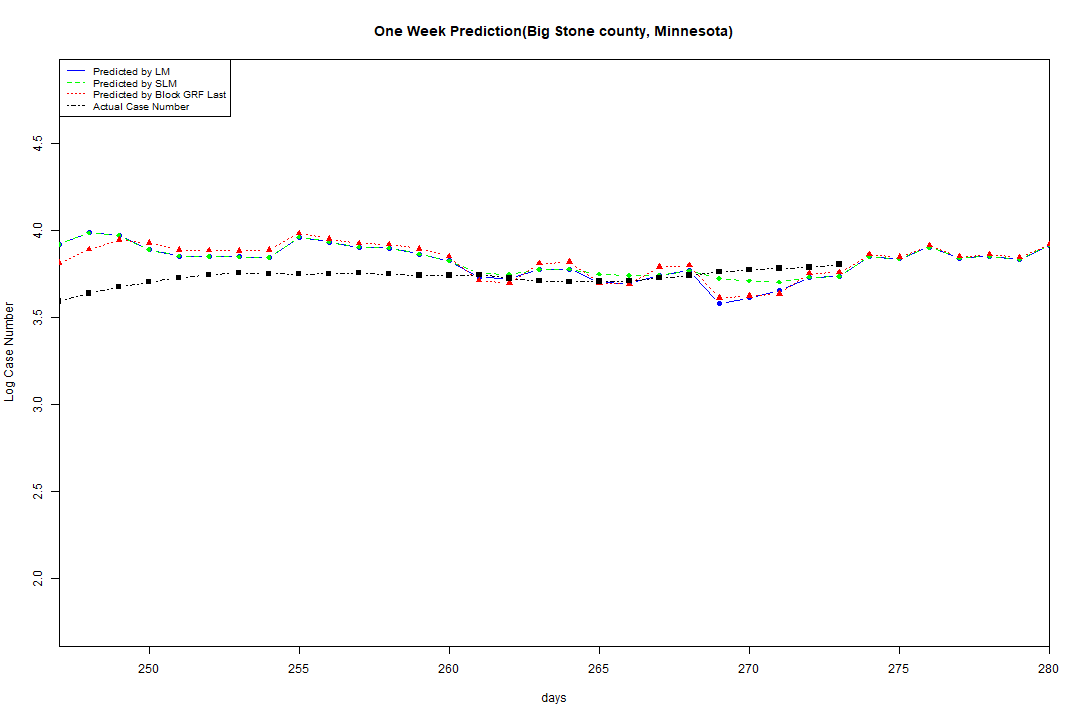 One Week Prediction(Big Stone county, Minnesota)
Predicted by LM
Predicted by SLM
Predicted by Block GRF Last
Actual Case Number
4.5
4.0
3.5
3.0
2.5
2.0
Log Case Number
250 255 260 265 270 275 280
days